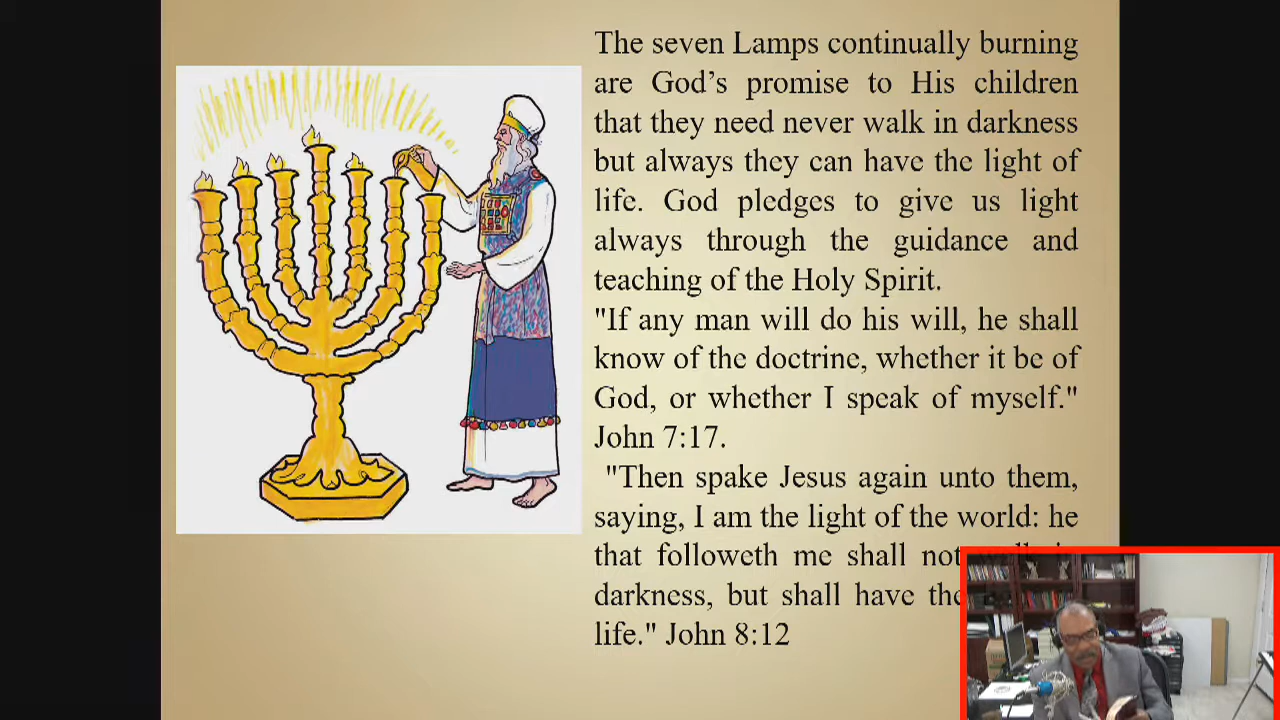 The seven Lamps continually burning
are God's promise to His children
that they need never walk in darkness
but always they can have the light of
life. God pledges to give us light
always through the guidance and
teaching of the Holy Spirit.
"If any man will do his will, he shall
know of the doctrine, whether it be of
God, or whether I speak of myself."
John 7:17.
"Then spake Jesus again unto them,
saying, I am the light of the world: he
that followeth me shall not
darkness, but shall have the
life." John 8:12